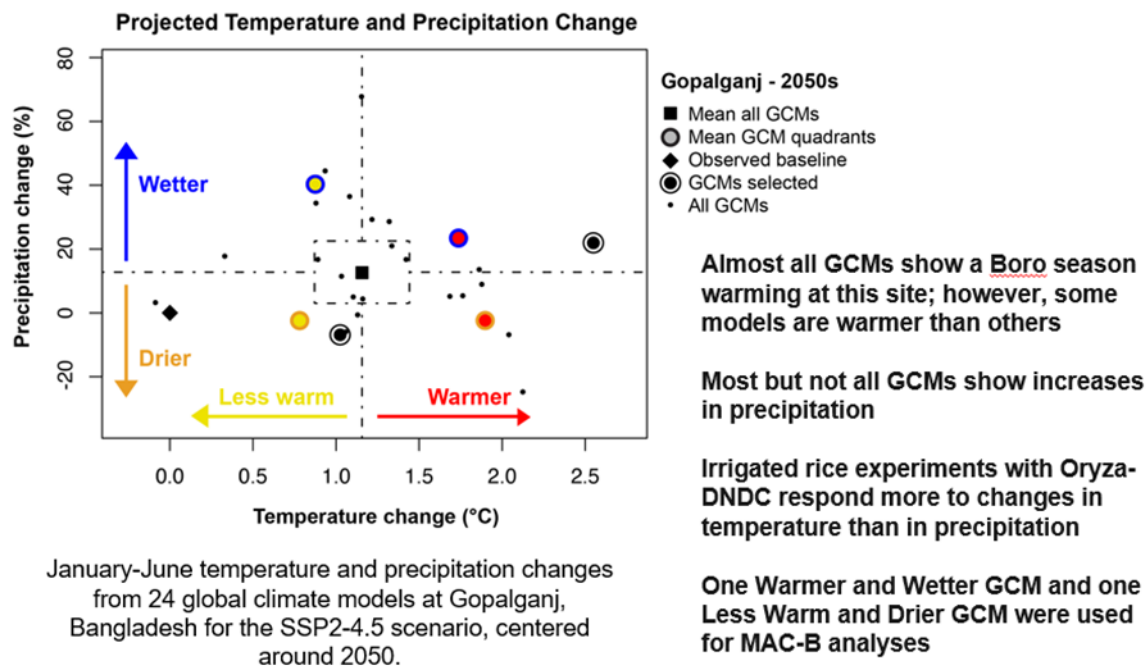 Projected Temperature and Precipitation Change
Precipitation change (%)
80
60
40
20
0
-20
Wetter
Drier
Less warm
Warmer
0.0 0.5 1.0 1.5 2.0 2.5
Temperature change (°C)
Gopalganj - 2050s
Mean all GCMs
Mean GCM quadrants
Observed baseline
GCMs selected
All GCMs
Almost all GCMs show a Boro season
warming at this site; however, some
models are warmer than others
Most but not all GCMs show increases
in precipitation
Irrigated rice experiments with Oryza-
DNDC respond more to changes in
temperature than in precipitation
One Warmer and Wetter GCM and one
Less Warm and Drier GCM were used
for MAC-B analyses
January-June temperature and precipitation changes
from 24 global climate models at Gopalganj,
Bangladesh for the SSP2-4.5 scenario, centered
around 2050.